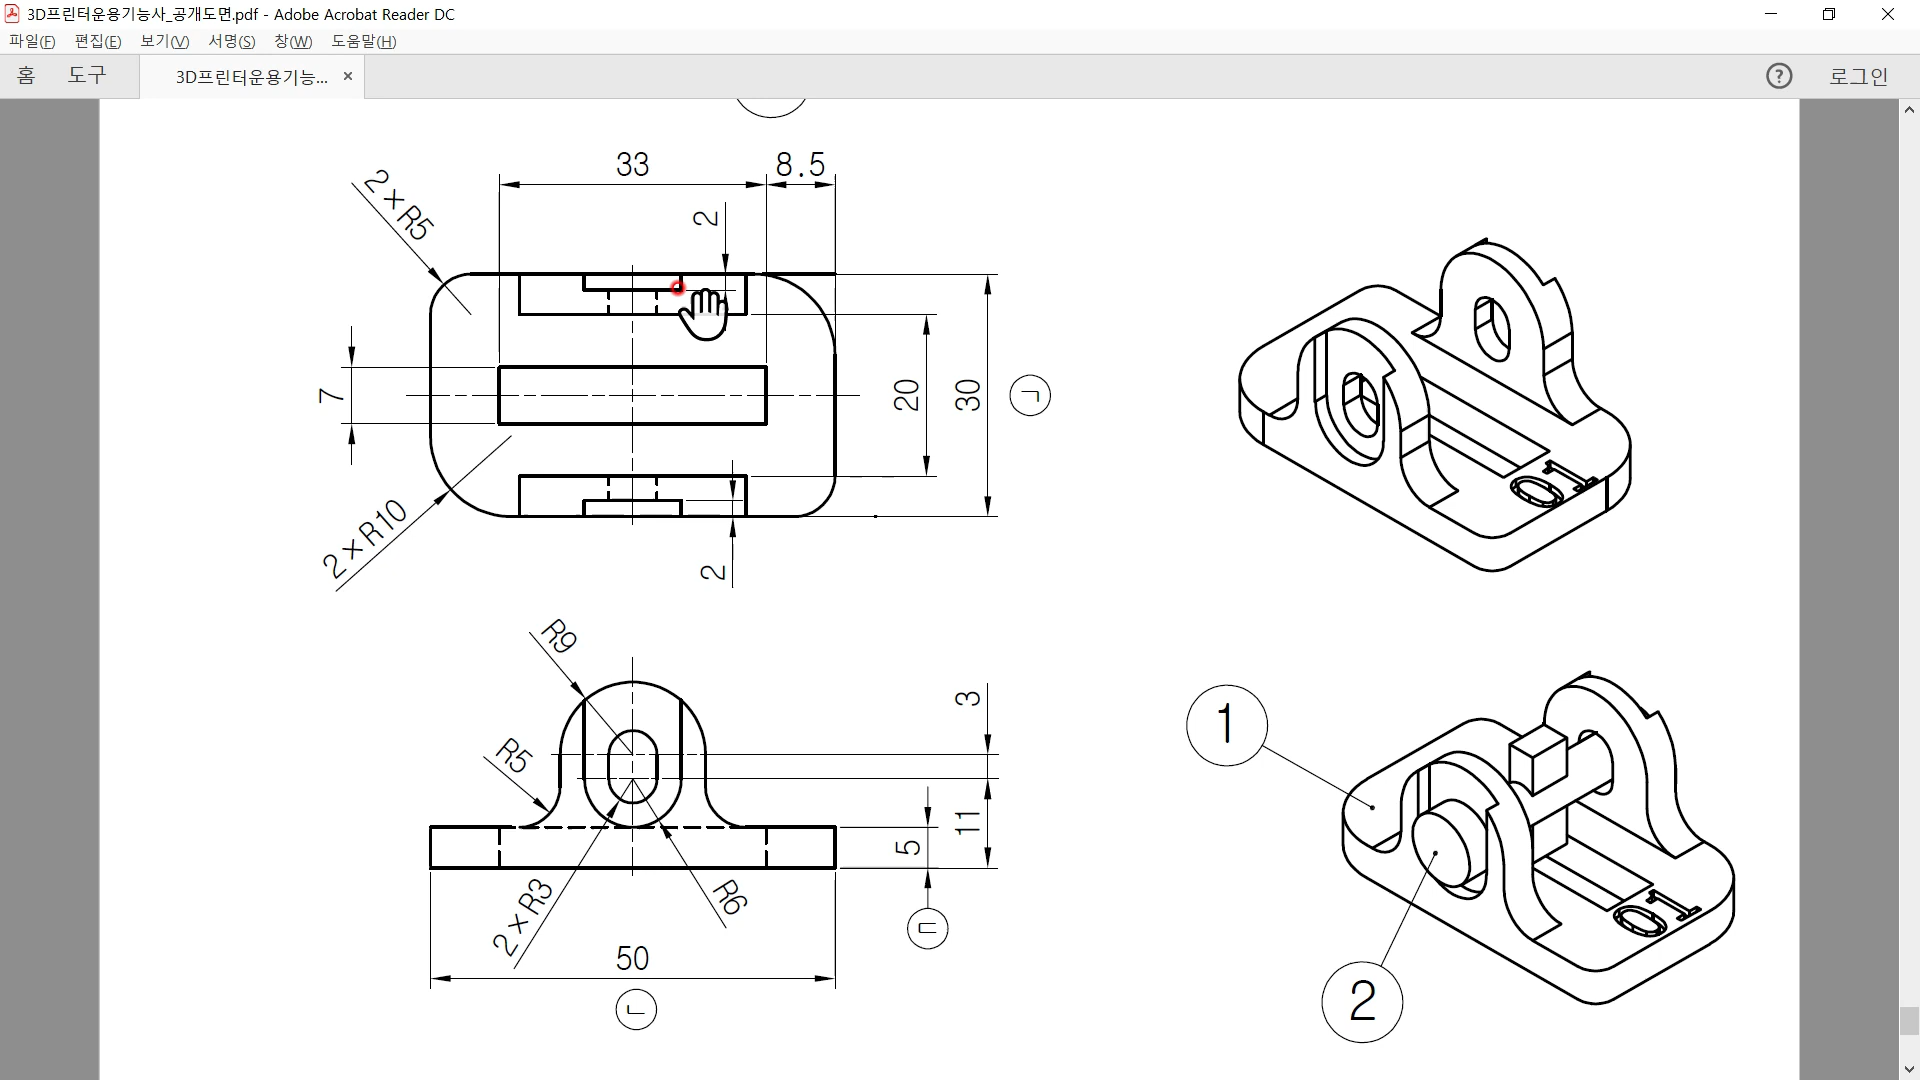 3D프린터운용기능사_공개도면.pdf - Adobe Acrobat Reader DC
파일(F) 편집(E) 보기(V) 서명(S) 창(W) 도움말(H)
홈 도구 3D프린터운용기능... × ? 로그인
33 8.5
2×R5
2
7
20 30 ㄱ
01
2×R10
2
R9
3
R5
5 11
2×R3 R6
ㄷ
50
ㄴ
1
01
2